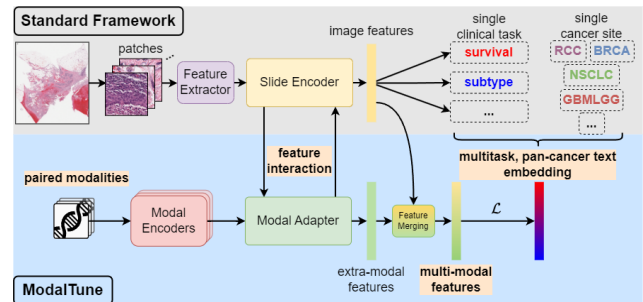 Standard Framework
patches
...
Feature
Extractor
Slide Encoder
image features
single
clinical task
survival
subtype
...
single
cancer site
RCC
BRCA
NSCLC
GBMLGG
...
feature
interaction
multitask, pan-cancer text
embedding
paired modalities
Modal
Encoders
Modal Adapter
Feature
Merging
ℒ
extra-modal
features
multi-modal
features
ModalTune